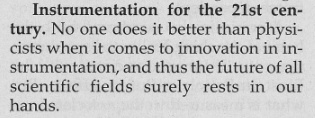 Instrumentation for the 21st cen-
tury. No one does it better than physi-
cists when it comes to innovation in in-
strumentation, and thus the future of all
scientific fields surely rests in our
hands.